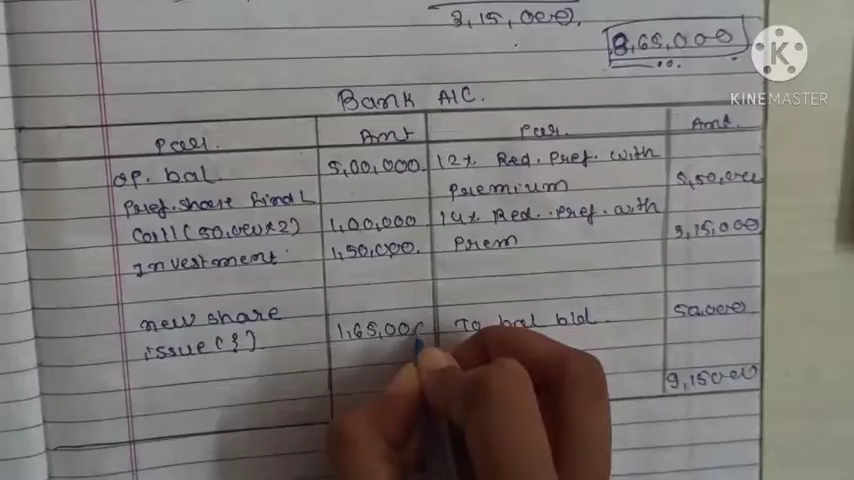 3,15,000.
8,65,000
K
KINEMASTER
Bank A/C.
Par. Amt Par. Amt.
op. bal 5,00,000. 12% Red. Pref. with
Pref. share final Premium 5,50,000
Call (50,000×2) 1,00,000 14% Red. Pref. with
Investment. 1,50,000. Prem 3,15,000
new share
issue (?) 1,65,000 To bal bld 50,000
9,15000